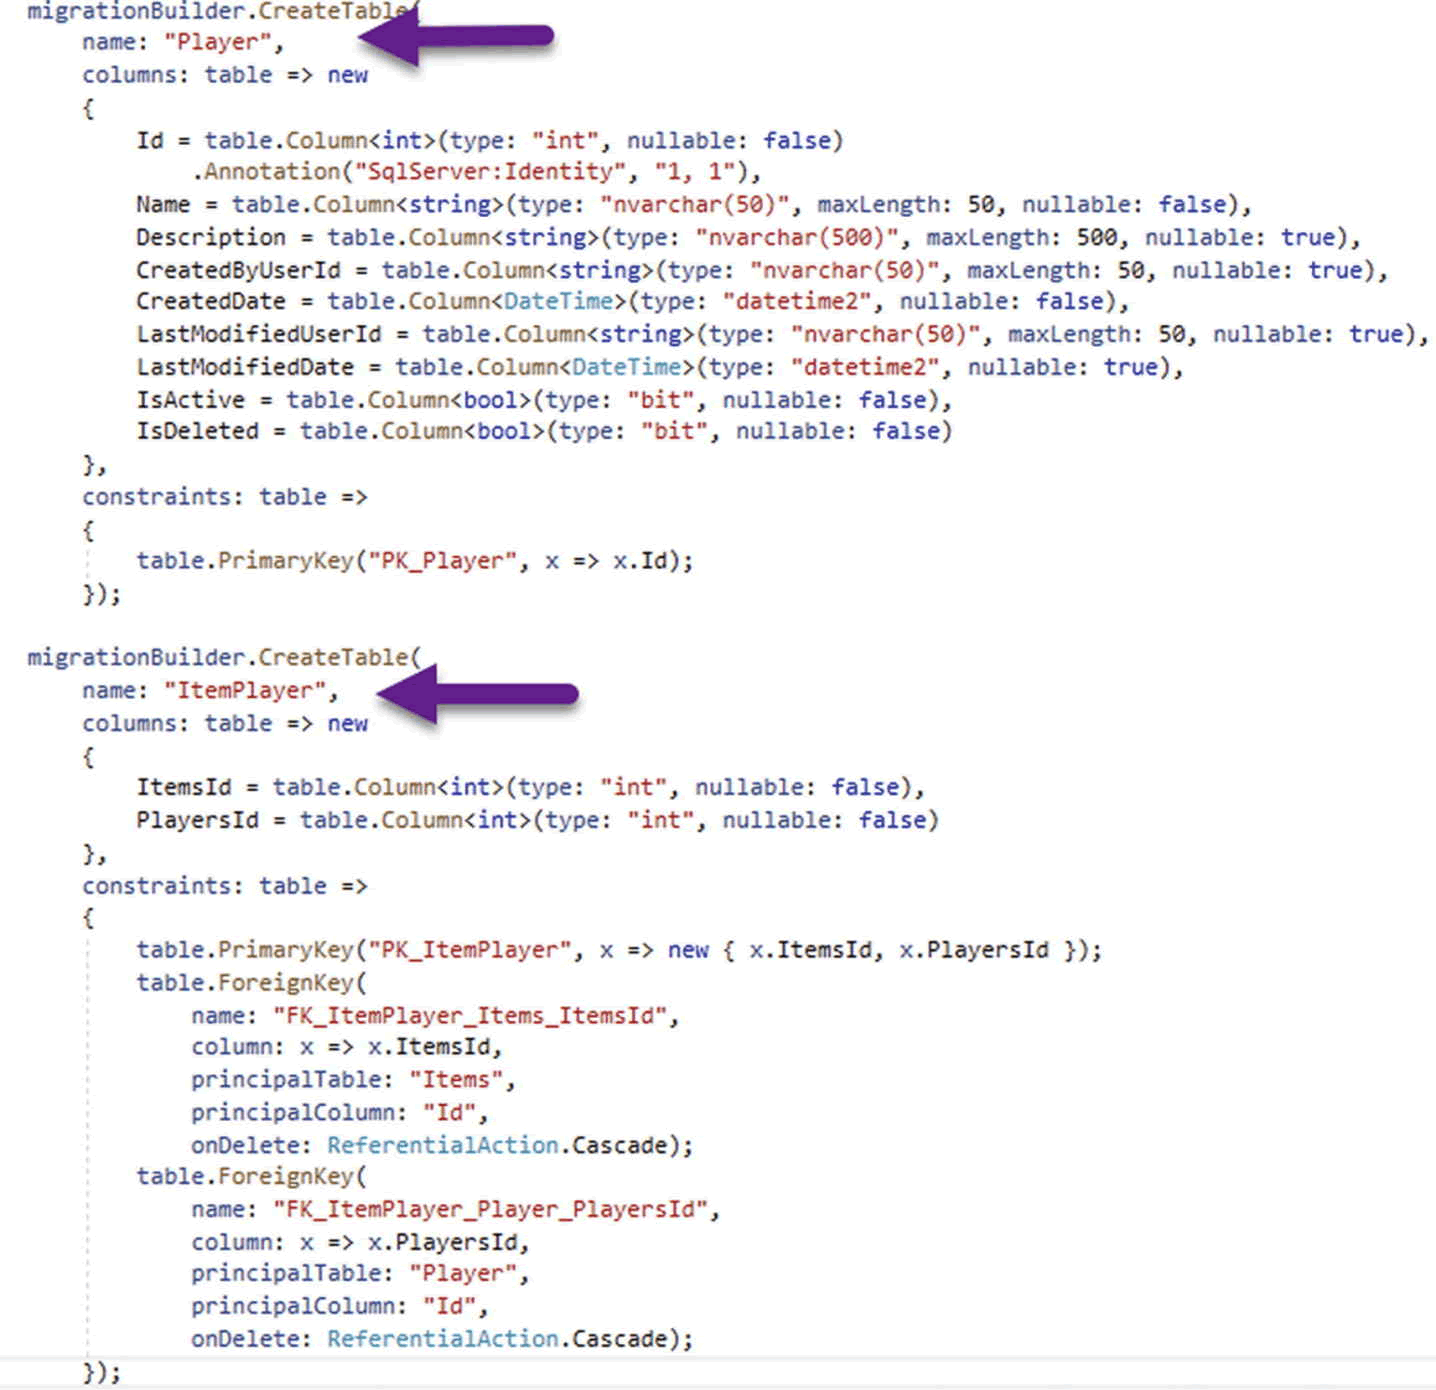 migrationBuilder.CreateTable(
name: "Player",
columns: table => new
{
Id = table.Column<int>(type: "int", nullable: false)
.Annotation("SqlServer:Identity", "1, 1"),
Name = table.Column<string>(type: "nvarchar(50)", maxLength: 50, nullable: false),
Description = table.Column<string>(type: "nvarchar(500)", maxLength: 500, nullable: true),
CreatedByUserId = table.Column<string>(type: "nvarchar(50)", maxLength: 50, nullable: true),
CreatedDate = table.Column<DateTime>(type: "datetime2", nullable: false),
LastModifiedUserId = table.Column<string>(type: "nvarchar(50)", maxLength: 50, nullable: true),
LastModifiedDate = table.Column<DateTime>(type: "datetime2", nullable: true),
IsActive = table.Column<bool>(type: "bit", nullable: false),
IsDeleted = table.Column<bool>(type: "bit", nullable: false)
},
constraints: table =>
{
table.PrimaryKey("PK_Player", x => x.Id);
});
migrationBuilder.CreateTable(
name: "ItemPlayer",
columns: table => new
{
ItemsId = table.Column<int>(type: "int", nullable: false),
PlayersId = table.Column<int>(type: "int", nullable: false)
},
constraints: table =>
{
table.PrimaryKey("PK_ItemPlayer", x => new { x.ItemsId, x.PlayersId });
table.ForeignKey(
name: "FK_ItemPlayer_Items_ItemsId",
column: x => x.ItemsId,
principalTable: "Items",
principalColumn: "Id",
onDelete: ReferentialAction.Cascade);
table.ForeignKey(
name: "FK_ItemPlayer_Player_PlayersId",
column: x => x.PlayersId,
principalTable: "Player",
principalColumn: "Id",
onDelete: ReferentialAction.Cascade);
});